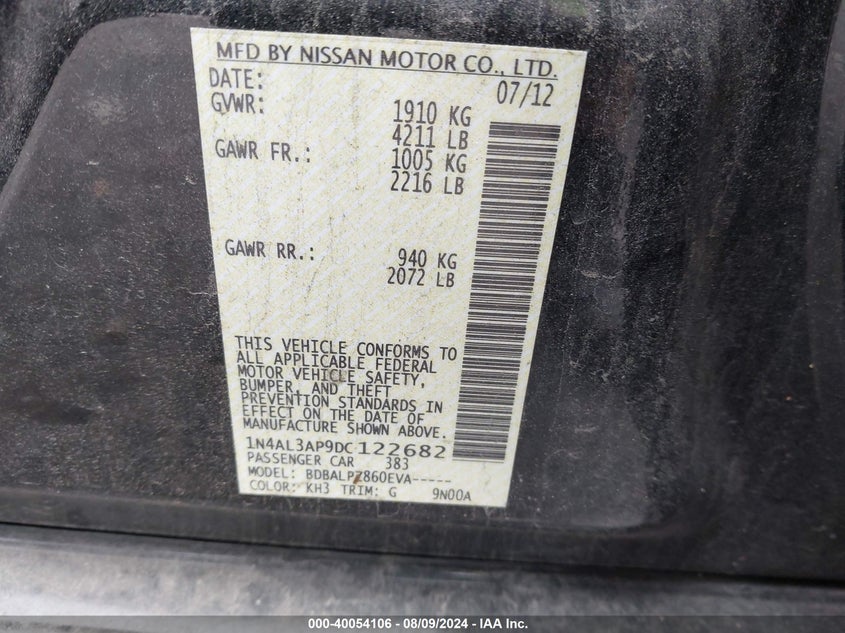 MFD BY NISSAN MOTOR CO., LTD.
DATE: 07/12
GVWR: 1910 KG
4211 LB
GAWR FR.: 1005 KG
2216 LB
GAWR RR.: 940 KG
2072 LB
THIS VEHICLE CONFORMS TO
ALL APPLICABLE FEDERAL
MOTOR VEHICLE SAFETY,
BUMPER, AND THEFT
PREVENTION STANDARDS IN
EFFECT ON THE DATE OF
MANUFACTURE SHOWN ABOVE.
1N4AL3AP9DC122682
PASSENGER CAR 383
MODEL: BDBALPZ860EVA-----
COLOR: KH3 TRIM: G 9N00A
000-40054106 - 08/09/2024 - IAA Inc.